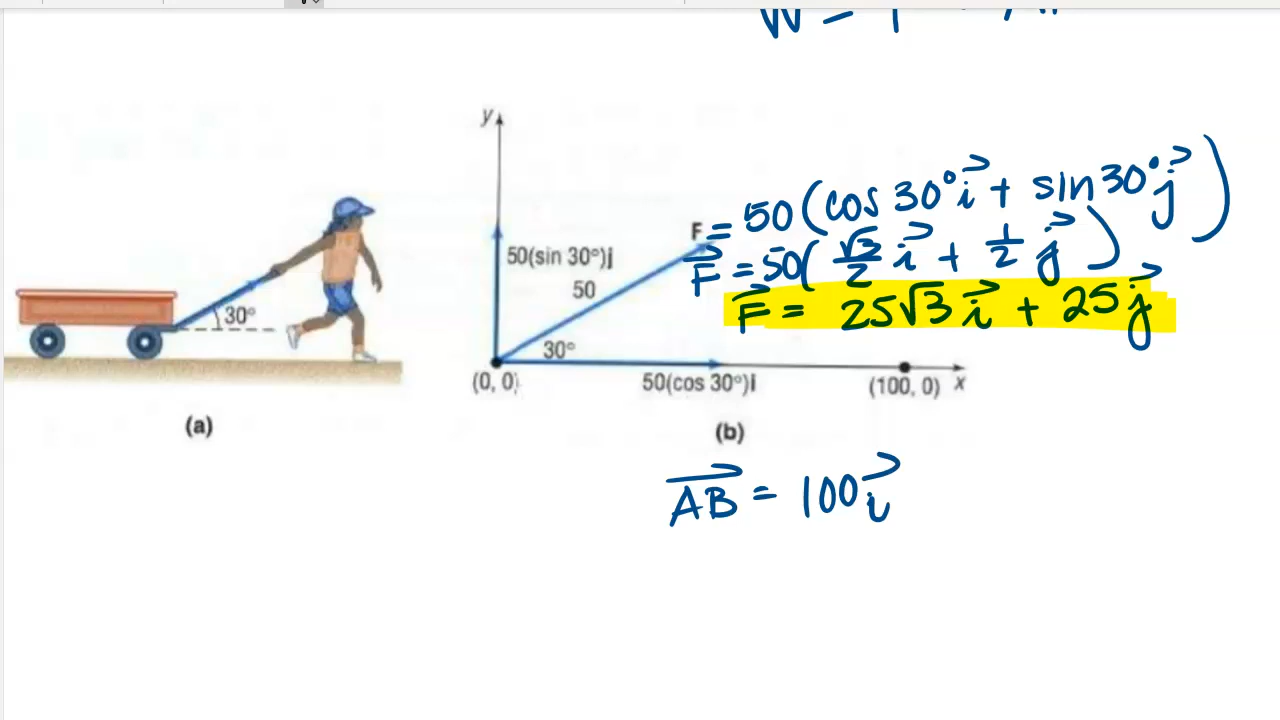 y
= 50 (cos 30° i + sin 30° j)
F
50(sin 30°)j
F = 50( √3/2 i + 1/2 j )
50
F = 25√3 i + 25 j
30°
30°
(0, 0)
50(cos 30°)i
(100, 0)
x
(a)
(b)
AB = 100 i